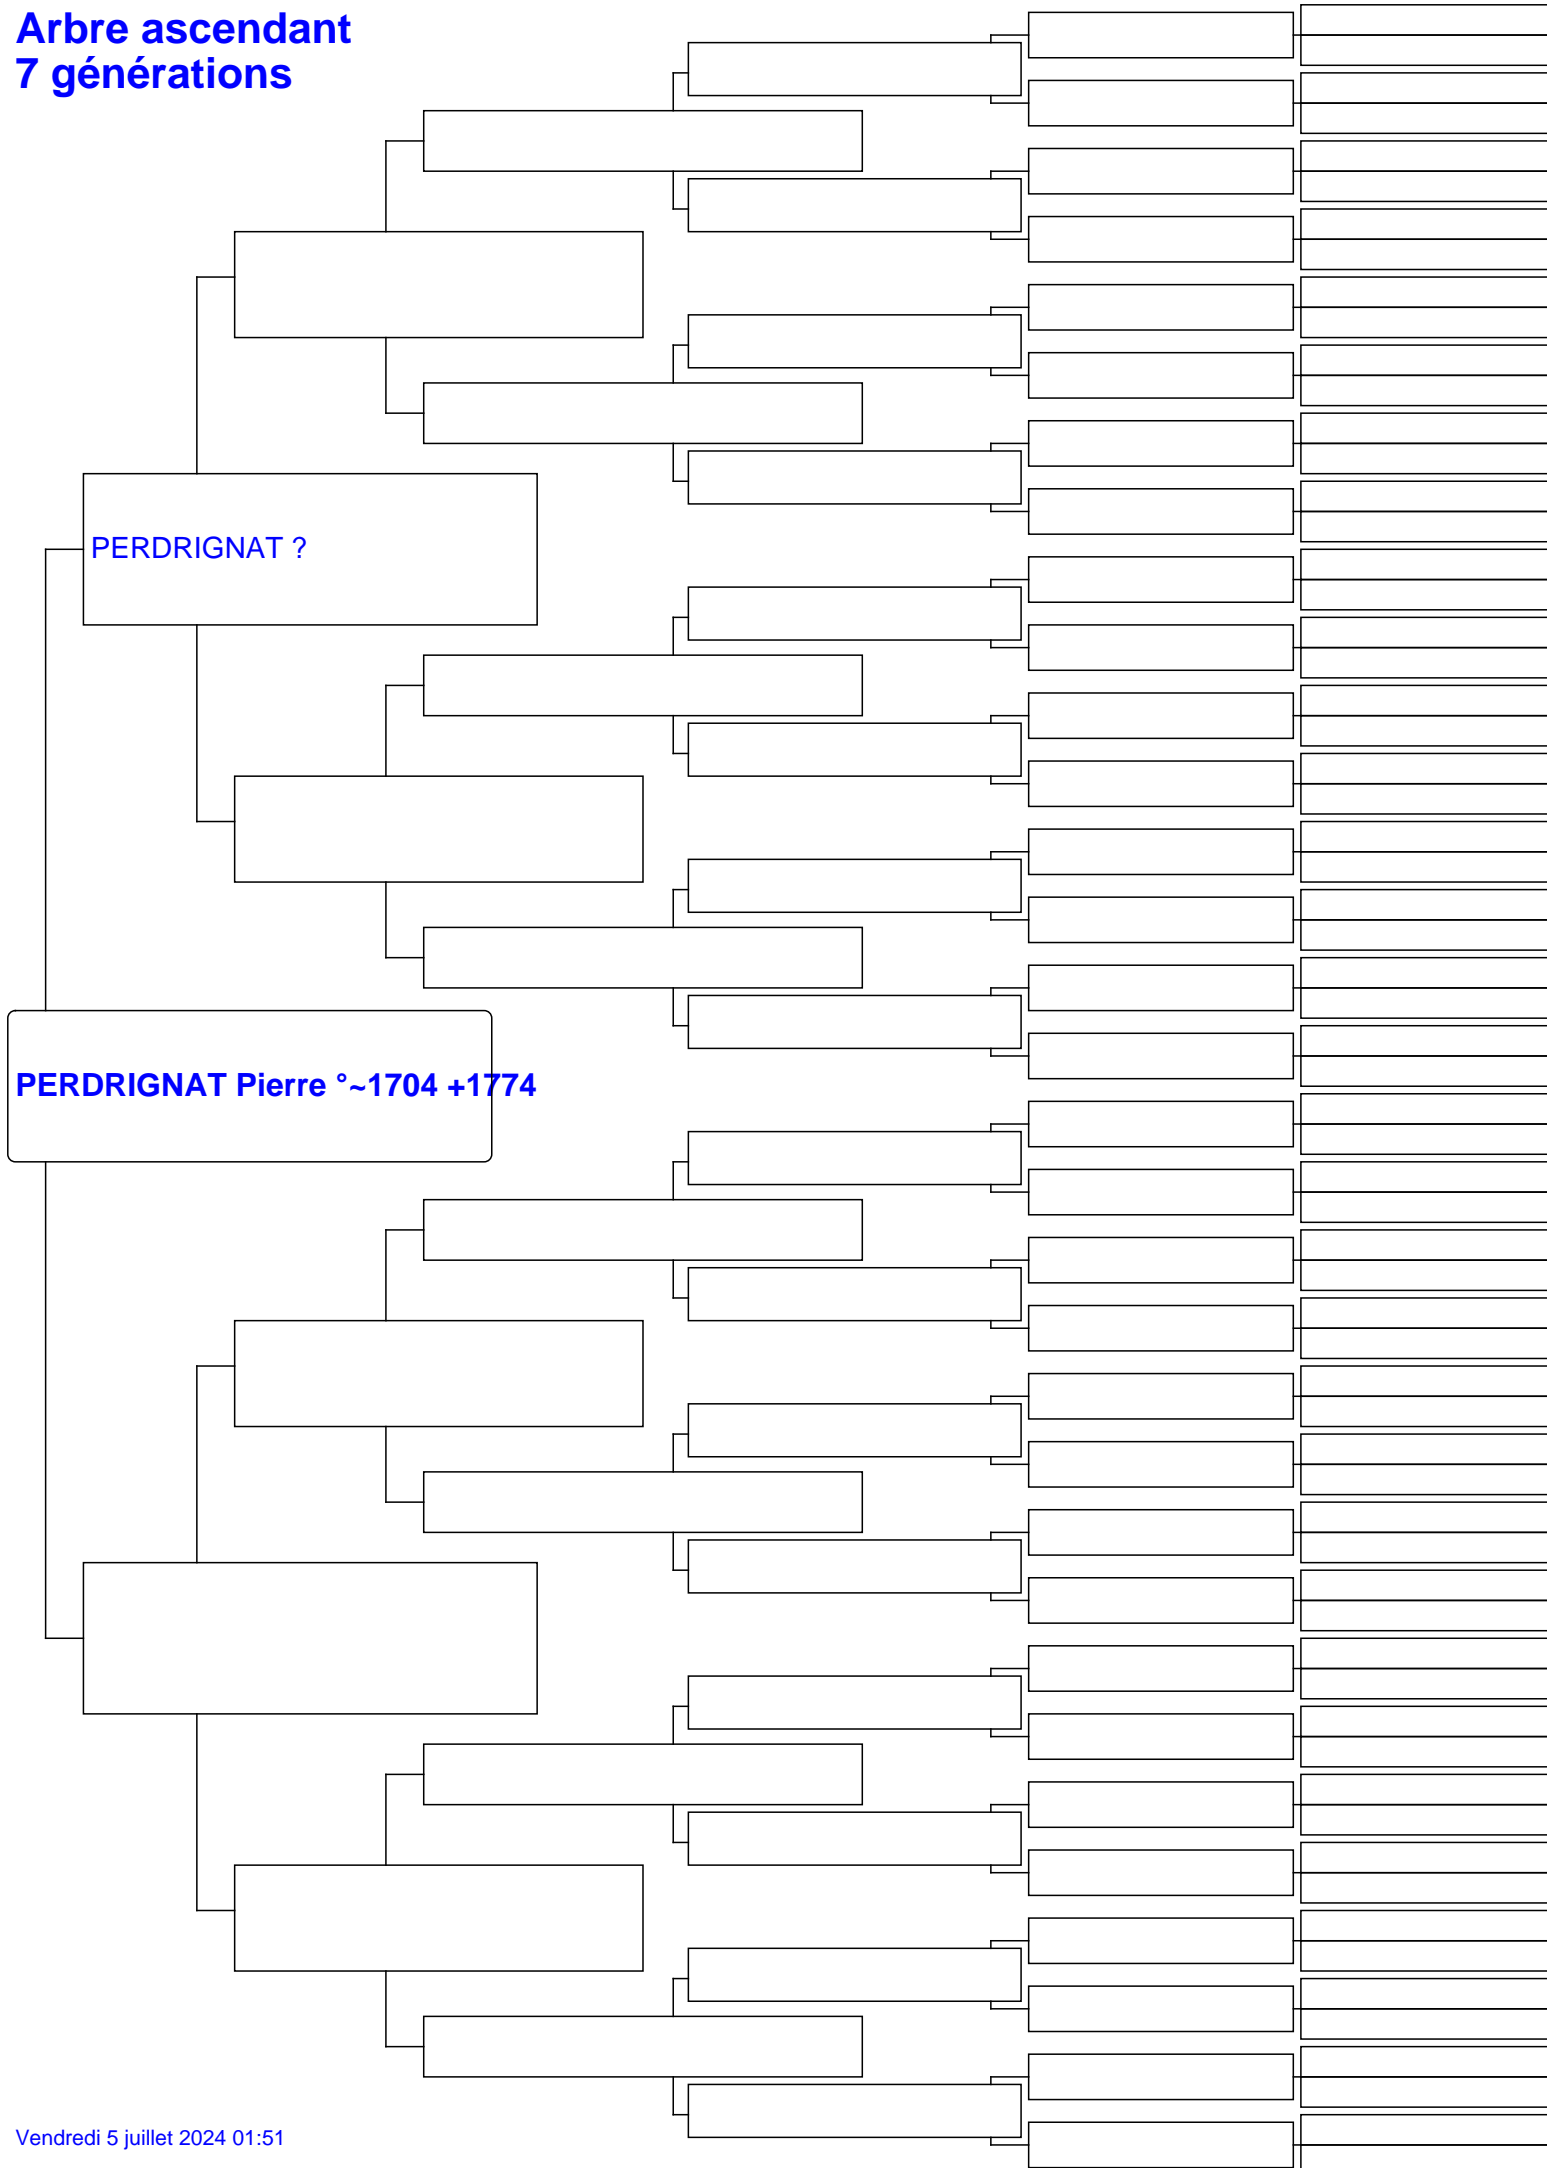 Arbre ascendant
7 générations
PERDRIGNAT ?
PERDRIGNAT Pierre °~1704 +1774
Vendredi 5 juillet 2024 01:51